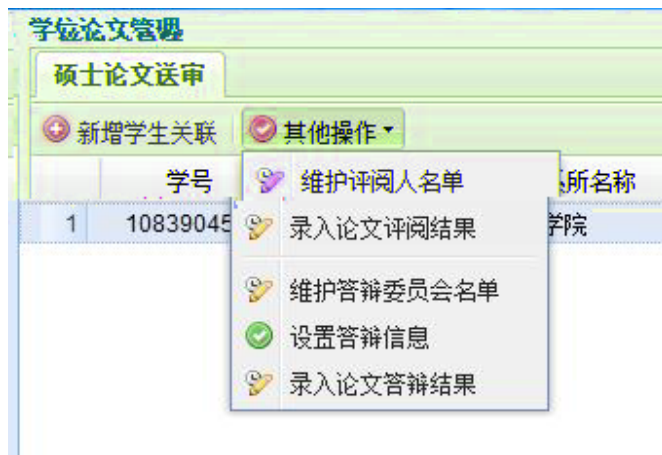 学位论文管理
硕士论文送审
新增学生关联 其他操作
学号 所名称
1 10839045 学院
维护评阅人名单
录入论文评阅结果
维护答辩委员会名单
设置答辩信息
录入论文答辩结果